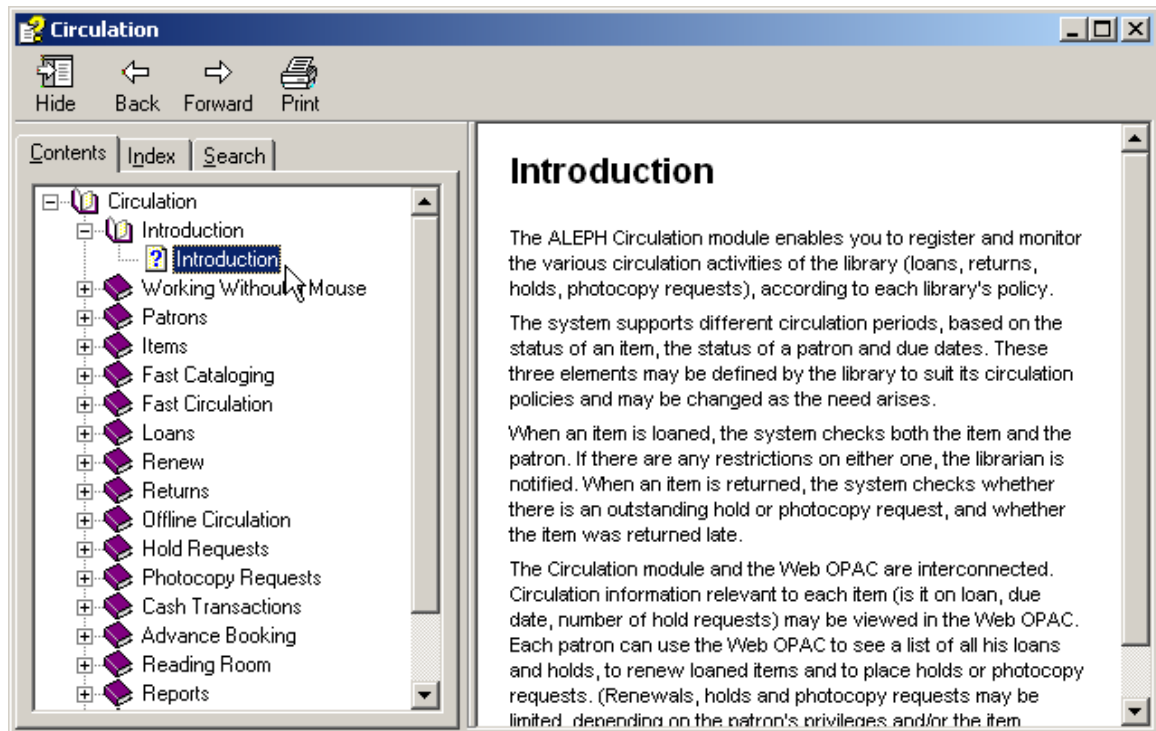 Circulation
Hide Back Forward Print
Contents Index Search
Circulation
Introduction
Introduction
Working Without Mouse
Patrons
Items
Fast Cataloging
Fast Circulation
Loans
Renew
Returns
Offline Circulation
Hold Requests
Photocopy Requests
Cash Transactions
Advance Booking
Reading Room
Reports
Introduction
The ALEPH Circulation module enables you to register and monitor
the various circulation activities of the library (loans, returns,
holds, photocopy requests), according to each library's policy.
The system supports different circulation periods, based on the
status of an item, the status of a patron and due dates. These
three elements may be defined by the library to suit its circulation
policies and may be changed as the need arises.
When an item is loaned, the system checks both the item and the
patron. If there are any restrictions on either one, the librarian is
notified. When an item is returned, the system checks whether
there is an outstanding hold or photocopy request, and whether
the item was returned late.
The Circulation module and the Web OPAC are interconnected.
Circulation information relevant to each item (is it on loan, due
date, number of hold requests) may be viewed in the Web OPAC.
Each patron can use the Web OPAC to see a list of all his loans
and holds, to renew loaned items and to place holds or photocopy
requests. (Renewals, holds and photocopy requests may be
limited, depending on the patron's privileges and/or the item